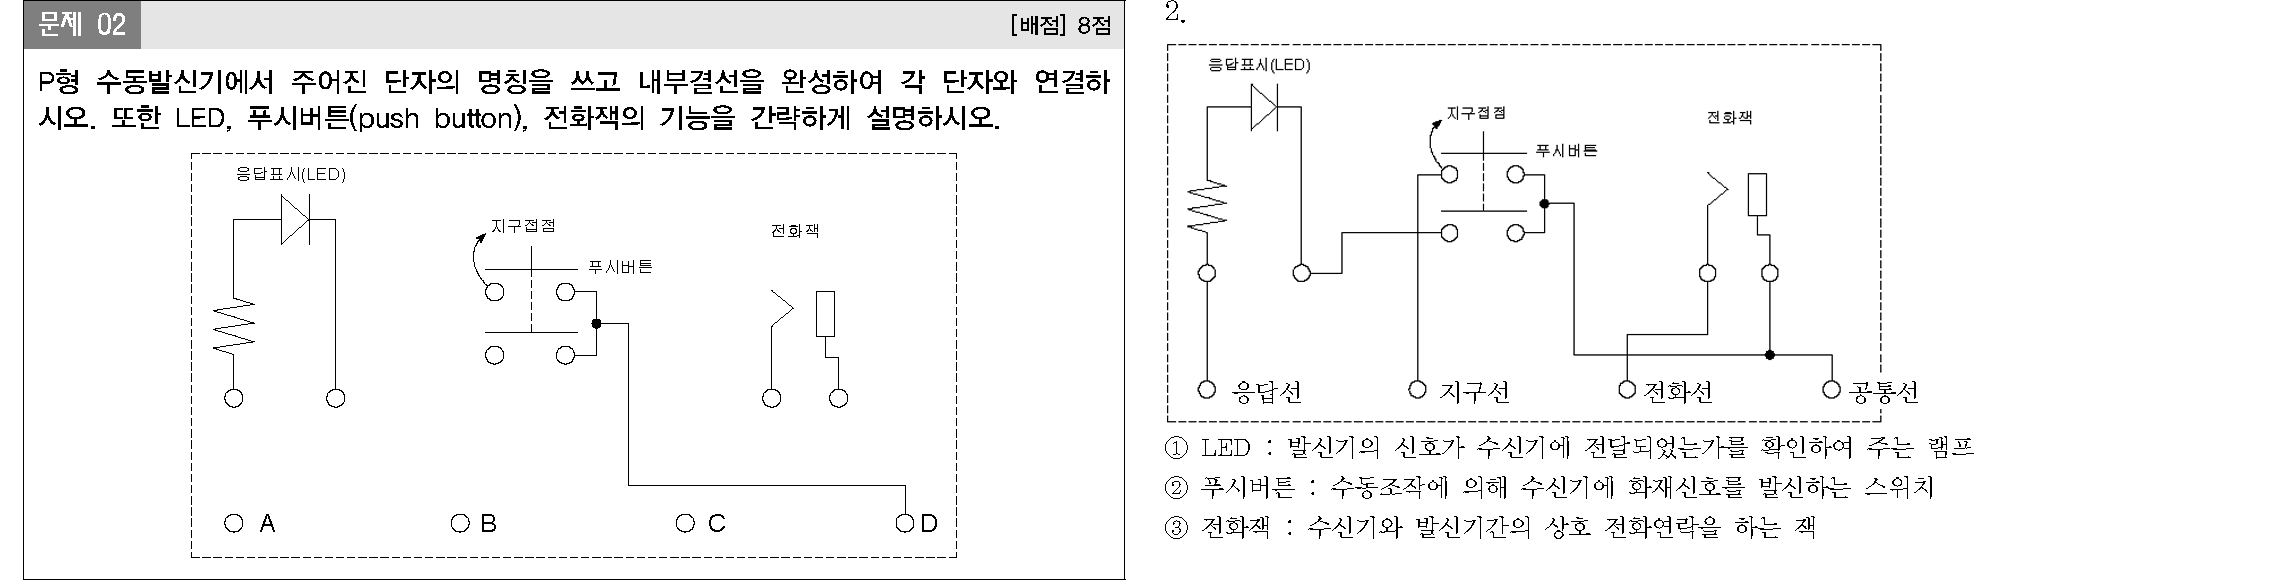 문제 02
[배점] 8점
P형 수동발신기에서 주어진 단자의 명칭을 쓰고 내부결선을 완성하여 각 단자와 연결하
시오. 또한 LED, 푸시버튼(push button), 전화잭의 기능을 간략하게 설명하시오.
응답표시(LED)
지구접점
전화잭
푸시버튼
A
B
C
D
2.
응답표시(LED)
지구접점
전화잭
푸시버튼
응답선
지구선
전화선
공통선
① LED : 발신기의 신호가 수신기에 전달되었는가를 확인하여 주는 램프
② 푸시버튼 : 수동조작에 의해 수신기에 화재신호를 발신하는 스위치
③ 전화잭 : 수신기와 발신기간의 상호 전화연락을 하는 잭